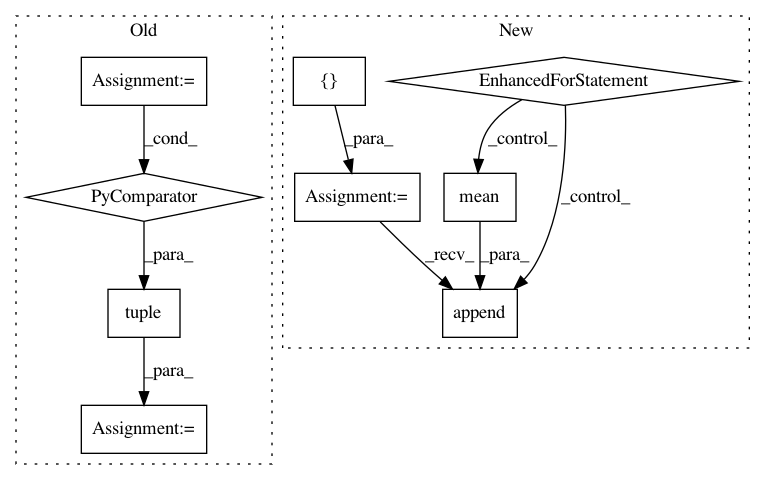 Old
New
Assignment:=
{}
EnhancedForStatement
_cond_
_para_
_control_
PyComparator
Assignment:=
mean
_control_
_para_
_recv_
_para_
tuple
append
_para_
Assignment:=